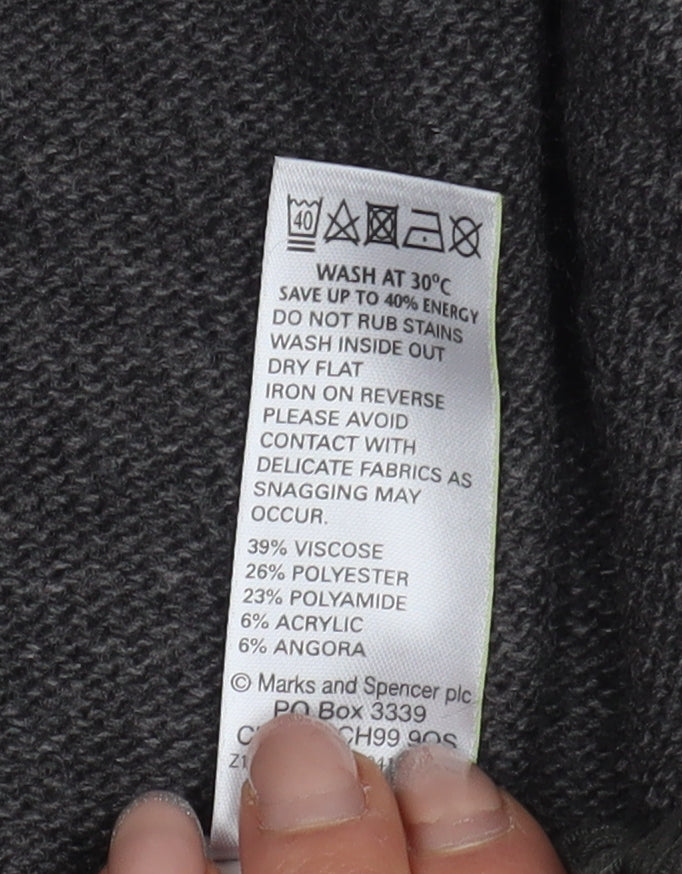 40
WASH AT 30°C
SAVE UP TO 40% ENERGY
DO NOT RUB STAINS
WASH INSIDE OUT
DRY FLAT
IRON ON REVERSE
PLEASE AVOID
CONTACT WITH
DELICATE FABRICS AS
SNAGGING MAY
OCCUR.
39% VISCOSE
26% POLYESTER
23% POLYAMIDE
6% ACRYLIC
6% ANGORA
© Marks and Spencer plc
PO Box 3339
CH99 9QS